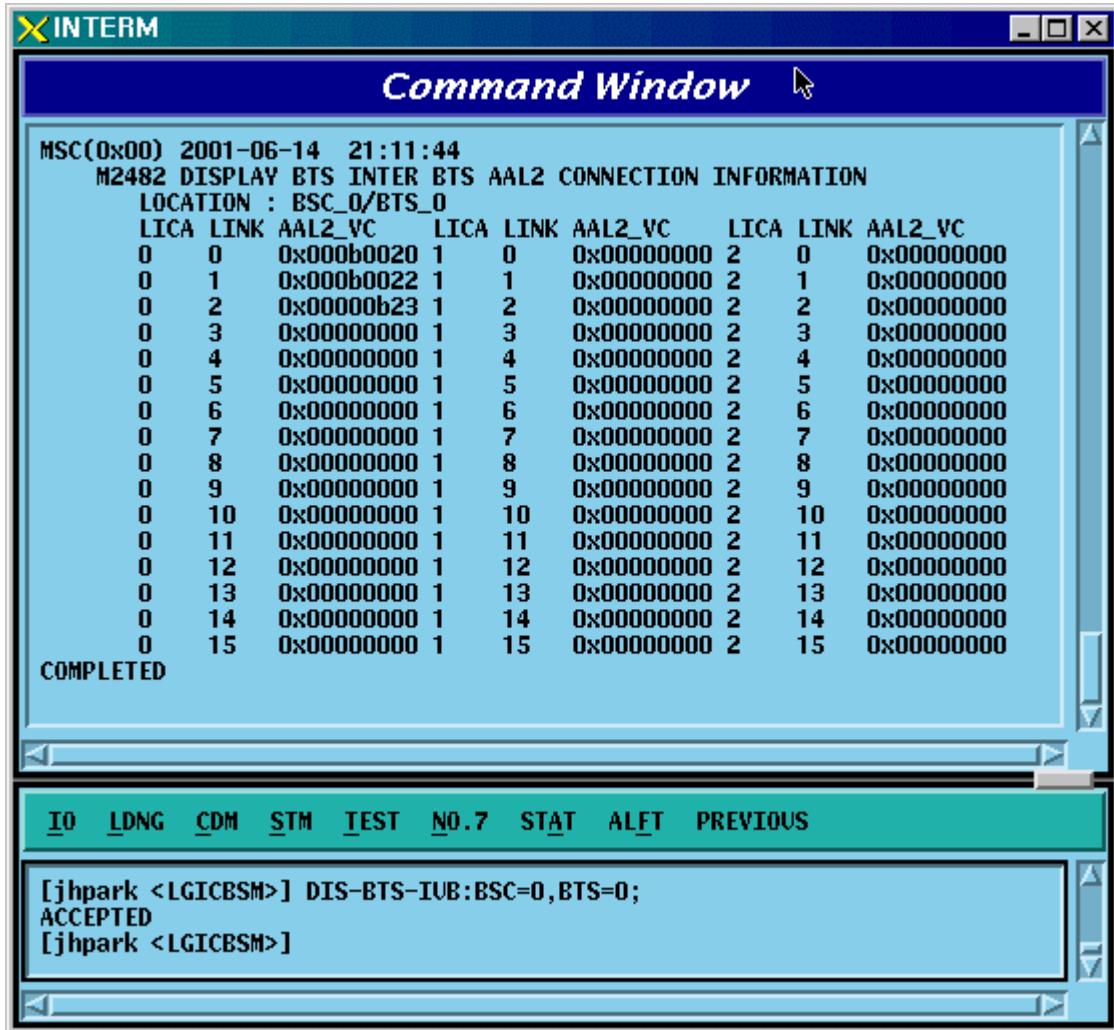 INTERM
Command Window
MSC(0x00) 2001-06-14 21:11:44
M2482 DISPLAY BTS INTER BTS AAL2 CONNECTION INFORMATION
LOCATION : BSC_0/BTS_0
LICA LINK AAL2_VC LICA LINK AAL2_VC LICA LINK AAL2_VC
0 0 0x000b0020 1 0 0x00000000 2 0 0x00000000
0 1 0x000b0022 1 1 0x00000000 2 1 0x00000000
0 2 0x00000b23 1 2 0x00000000 2 2 0x00000000
0 3 0x00000000 1 3 0x00000000 2 3 0x00000000
0 4 0x00000000 1 4 0x00000000 2 4 0x00000000
0 5 0x00000000 1 5 0x00000000 2 5 0x00000000
0 6 0x00000000 1 6 0x00000000 2 6 0x00000000
0 7 0x00000000 1 7 0x00000000 2 7 0x00000000
0 8 0x00000000 1 8 0x00000000 2 8 0x00000000
0 9 0x00000000 1 9 0x00000000 2 9 0x00000000
0 10 0x00000000 1 10 0x00000000 2 10 0x00000000
0 11 0x00000000 1 11 0x00000000 2 11 0x00000000
0 12 0x00000000 1 12 0x00000000 2 12 0x00000000
0 13 0x00000000 1 13 0x00000000 2 13 0x00000000
0 14 0x00000000 1 14 0x00000000 2 14 0x00000000
0 15 0x00000000 1 15 0x00000000 2 15 0x00000000
COMPLETED
IO LDNG CDM STM TEST NO.7 STAT ALFT PREVIOUS
[jhpark <LGICBSM>] DIS-BTS-IUB:BSC=0,BTS=0;
ACCEPTED
[jhpark <LGICBSM>]